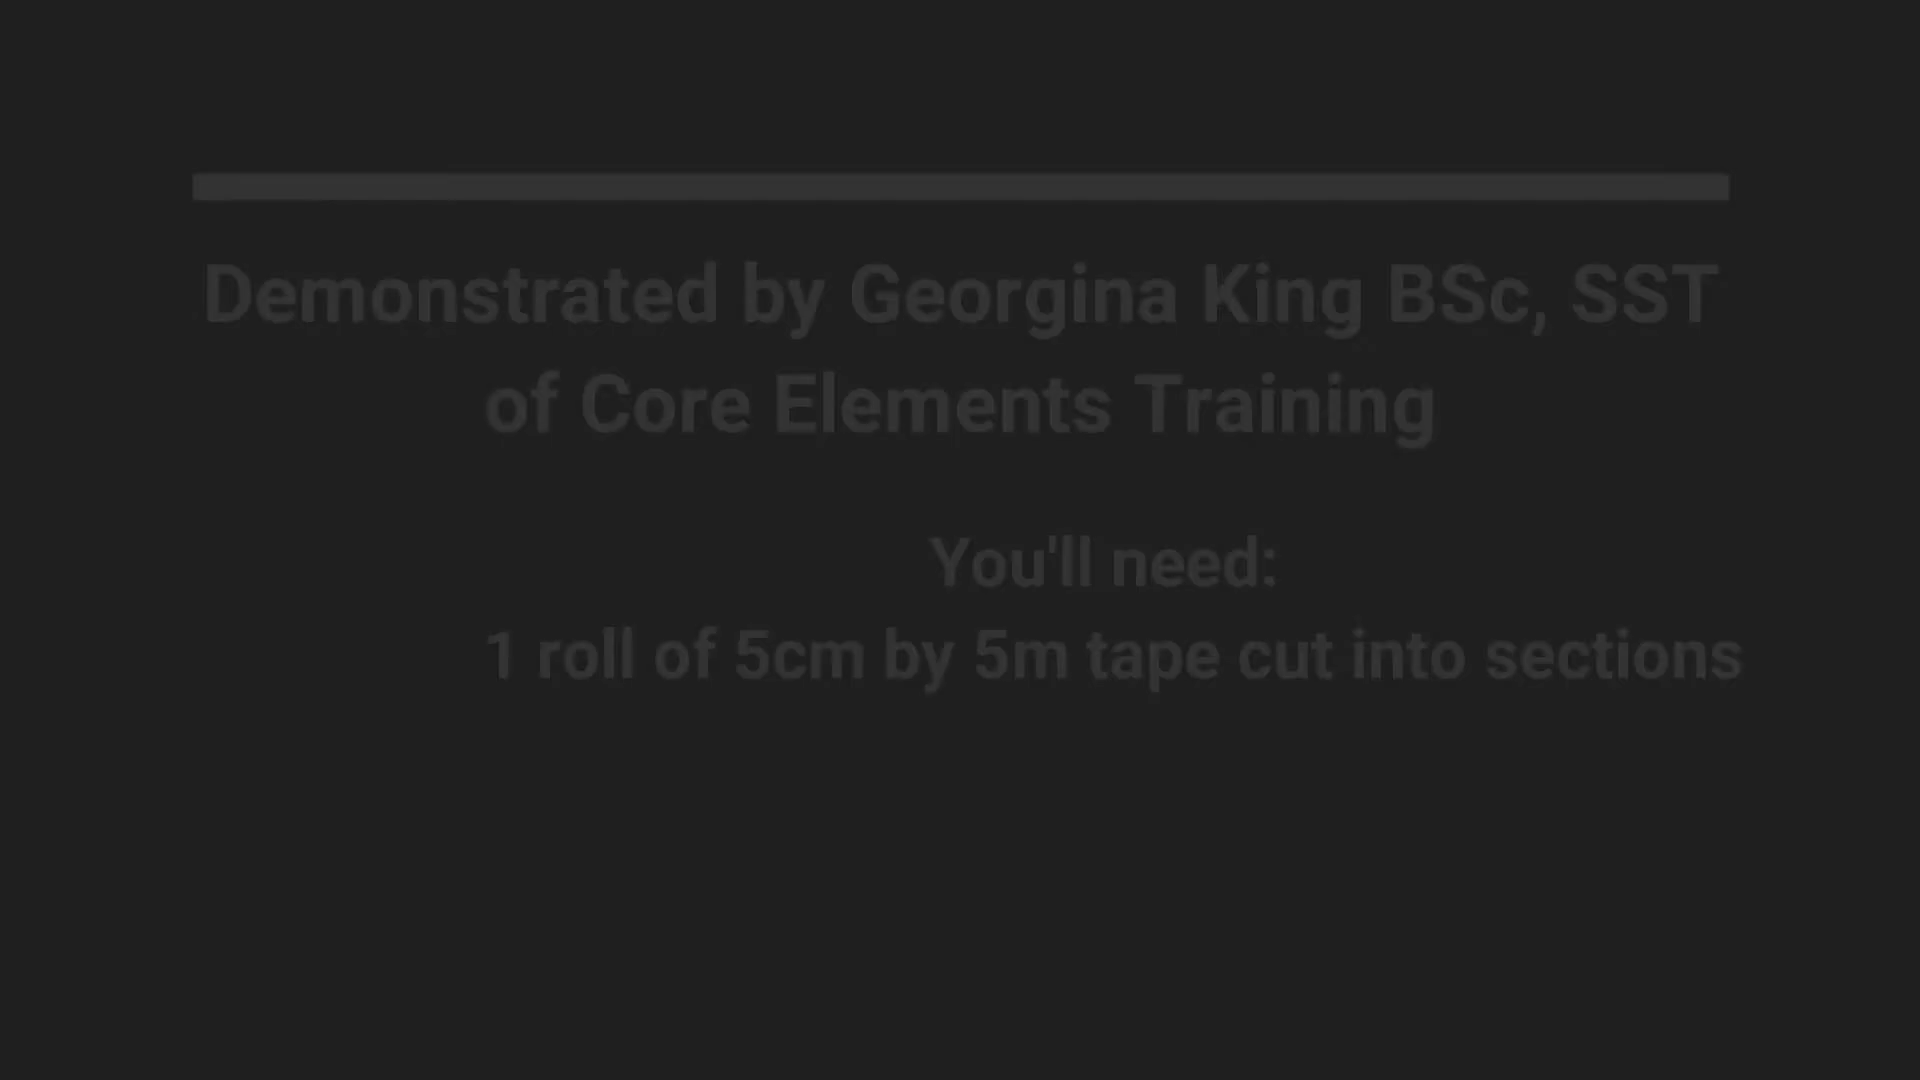 Demonstrated by Georgina King BSc, SST
of Core Elements Training
You'll need:
1 roll of 5cm by 5m tape cut into sections